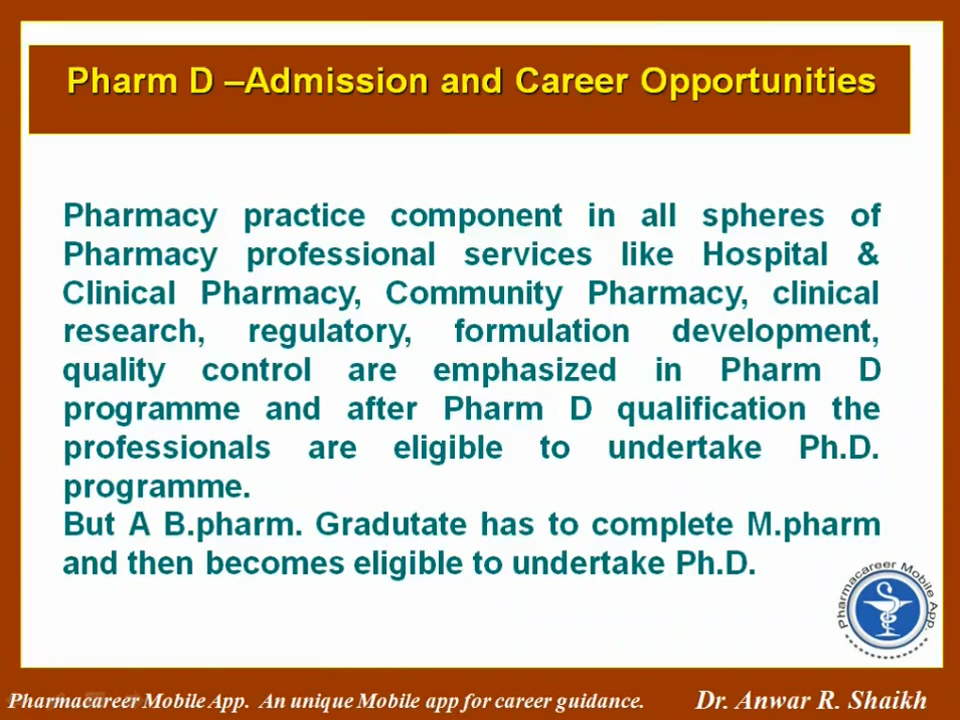 Pharm D –Admission and Career Opportunities
Pharmacy practice component in all spheres of
Pharmacy professional services like Hospital &
Clinical Pharmacy, Community Pharmacy, clinical
research, regulatory, formulation development,
quality control are emphasized in Pharm D
programme and after Pharm D qualification the
professionals are eligible to undertake Ph.D.
programme.
But A B.pharm. Gradutate has to complete M.pharm
and then becomes eligible to undertake Ph.D.
Pharmacareer Mobile App.
Pharmacareer Mobile App. An unique Mobile app for career guidance.
Dr. Anwar R. Shaikh